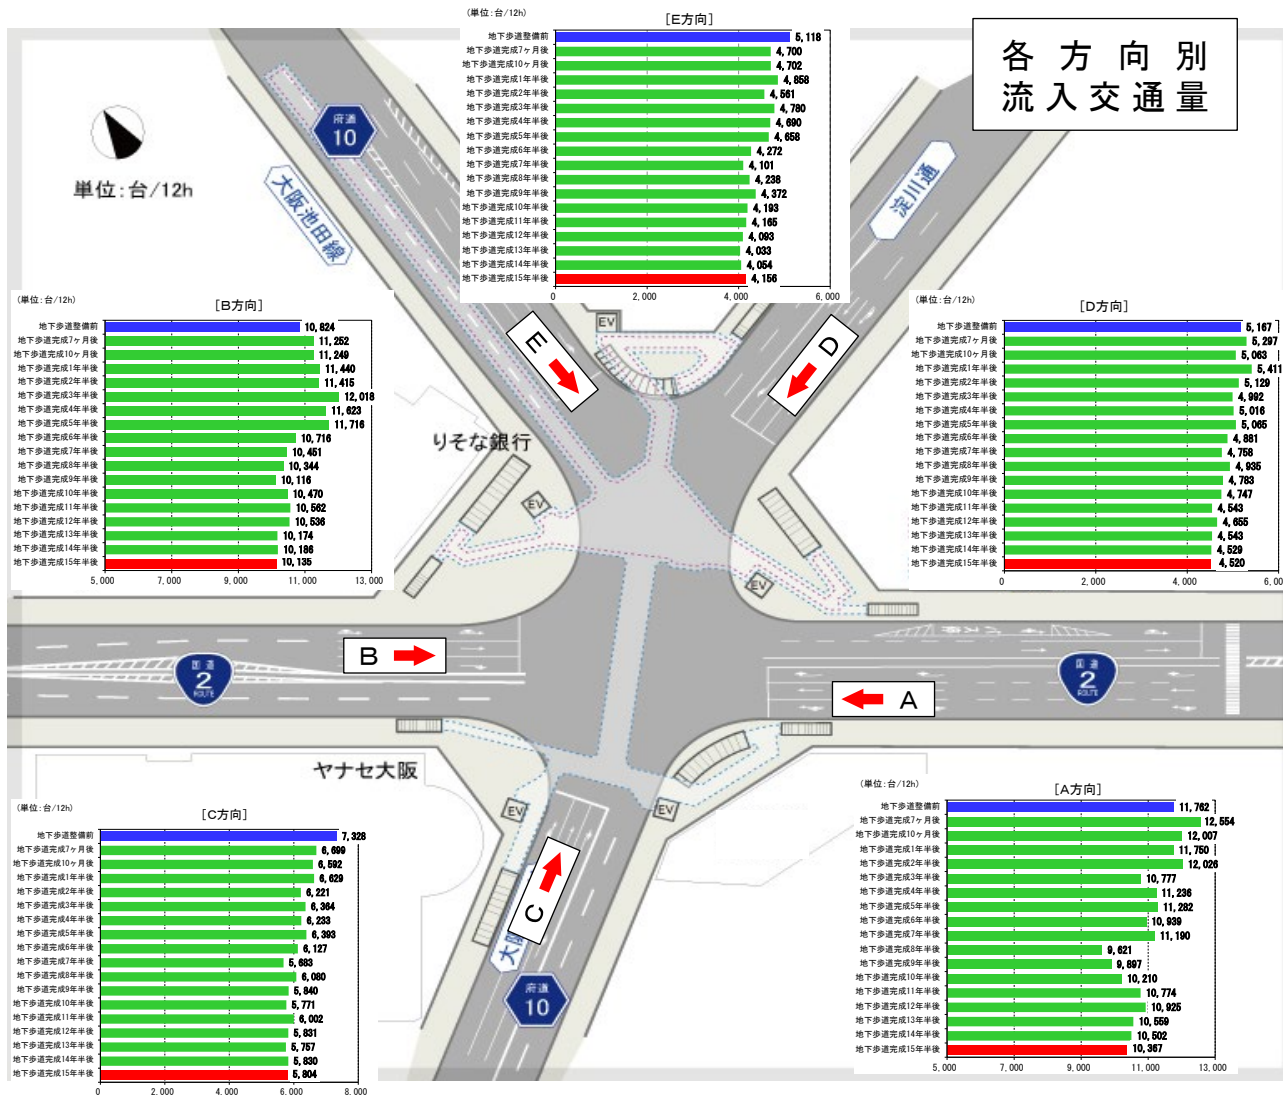 各方向別
流入交通量
単位:台/12h
府道
10
大阪池田線
淀川通
りそな銀行
ヤナセ大阪
EV
EV
EV
EV
EV
E
D
B
A
C
国道
2
ROUTE
国道
2
ROUTE
府道
10
(単位:台/12h)
[E方向]
地下歩道整備前 5,118
地下歩道完成7ヶ月後 4,700
地下歩道完成10ヶ月後 4,702
地下歩道完成1年半後 4,858
地下歩道完成2年半後 4,561
地下歩道完成3年半後 4,780
地下歩道完成4年半後 4,690
地下歩道完成5年半後 4,658
地下歩道完成6年半後 4,272
地下歩道完成7年半後 4,101
地下歩道完成8年半後 4,238
地下歩道完成9年半後 4,372
地下歩道完成10年半後 4,193
地下歩道完成11年半後 4,165
地下歩道完成12年半後 4,093
地下歩道完成13年半後 4,033
地下歩道完成14年半後 4,054
地下歩道完成15年半後 4,156
0 2,000 4,000 6,000
(単位:台/12h)
[B方向]
地下歩道整備前 10,824
地下歩道完成7ヶ月後 11,252
地下歩道完成10ヶ月後 11,249
地下歩道完成1年半後 11,440
地下歩道完成2年半後 11,415
地下歩道完成3年半後 12,018
地下歩道完成4年半後 11,623
地下歩道完成5年半後 11,716
地下歩道完成6年半後 10,716
地下歩道完成7年半後 10,451
地下歩道完成8年半後 10,344
地下歩道完成9年半後 10,116
地下歩道完成10年半後 10,470
地下歩道完成11年半後 10,562
地下歩道完成12年半後 10,536
地下歩道完成13年半後 10,174
地下歩道完成14年半後 10,186
地下歩道完成15年半後 10,135
5,000 7,000 9,000 11,000 13,000
(単位:台/12h)
[D方向]
地下歩道整備前 5,167
地下歩道完成7ヶ月後 5,297
地下歩道完成10ヶ月後 5,063
地下歩道完成1年半後 5,411
地下歩道完成2年半後 5,129
地下歩道完成3年半後 4,992
地下歩道完成4年半後 5,016
地下歩道完成5年半後 5,065
地下歩道完成6年半後 4,881
地下歩道完成7年半後 4,758
地下歩道完成8年半後 4,935
地下歩道完成9年半後 4,783
地下歩道完成10年半後 4,747
地下歩道完成11年半後 4,543
地下歩道完成12年半後 4,655
地下歩道完成13年半後 4,543
地下歩道完成14年半後 4,529
地下歩道完成15年半後 4,520
0 2,000 4,000 6,000
(単位:台/12h)
[C方向]
地下歩道整備前 7,328
地下歩道完成7ヶ月後 6,699
地下歩道完成10ヶ月後 6,592
地下歩道完成1年半後 6,629
地下歩道完成2年半後 6,221
地下歩道完成3年半後 6,364
地下歩道完成4年半後 6,233
地下歩道完成5年半後 6,393
地下歩道完成6年半後 6,127
地下歩道完成7年半後 5,683
地下歩道完成8年半後 6,080
地下歩道完成9年半後 5,840
地下歩道完成10年半後 5,771
地下歩道完成11年半後 6,002
地下歩道完成12年半後 5,831
地下歩道完成13年半後 5,757
地下歩道完成14年半後 5,830
地下歩道完成15年半後 5,804
0 2,000 4,000 6,000 8,000
(単位:台/12h)
[A方向]
地下歩道整備前 11,762
地下歩道完成7ヶ月後 12,554
地下歩道完成10ヶ月後 12,007
地下歩道完成1年半後 11,750
地下歩道完成2年半後 12,026
地下歩道完成3年半後 10,777
地下歩道完成4年半後 11,236
地下歩道完成5年半後 11,282
地下歩道完成6年半後 10,939
地下歩道完成7年半後 11,190
地下歩道完成8年半後 9,621
地下歩道完成9年半後 9,897
地下歩道完成10年半後 10,210
地下歩道完成11年半後 10,774
地下歩道完成12年半後 10,925
地下歩道完成13年半後 10,559
地下歩道完成14年半後 10,502
地下歩道完成15年半後 10,367
5,000 7,000 9,000 11,000 13,000